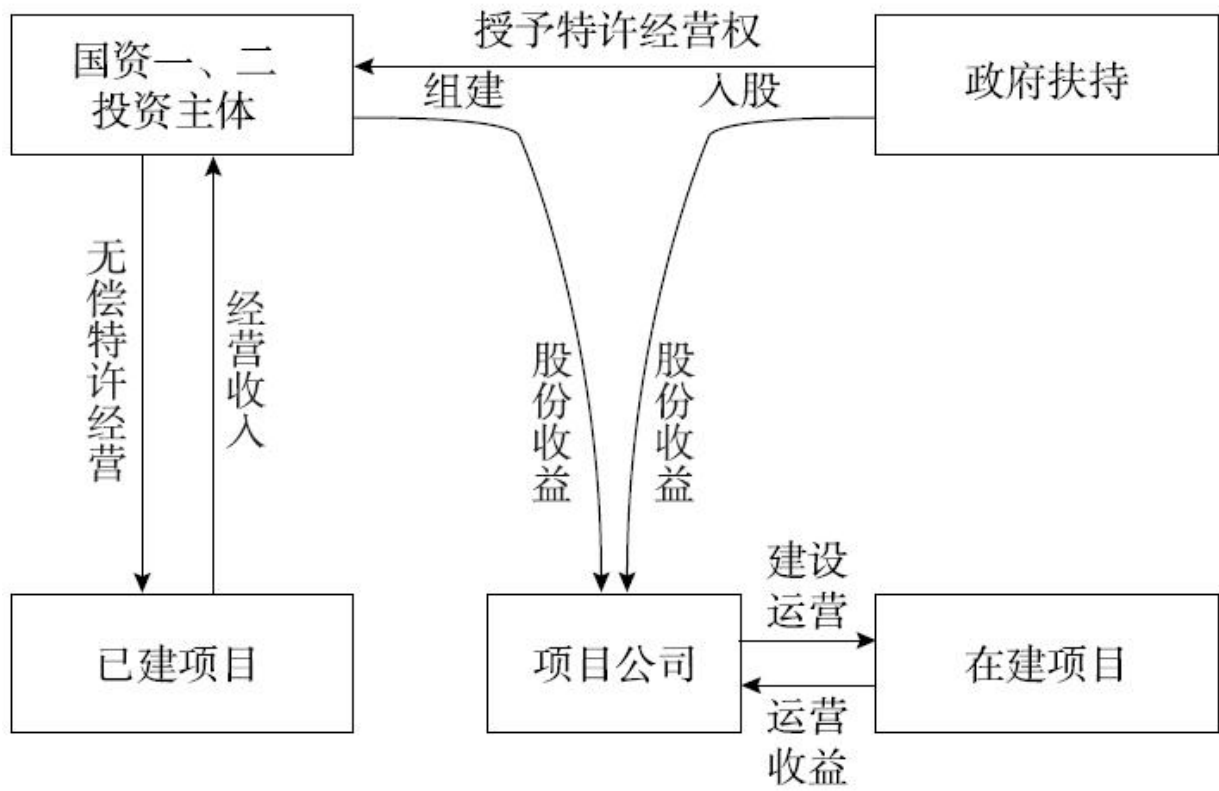 国资一、二
投资主体
授予特许经营权
组建
入股
政府扶持
无偿特许经营
经营收入
股份收益
股份收益
已建项目
项目公司
建设
运营
运营
收益
在建项目